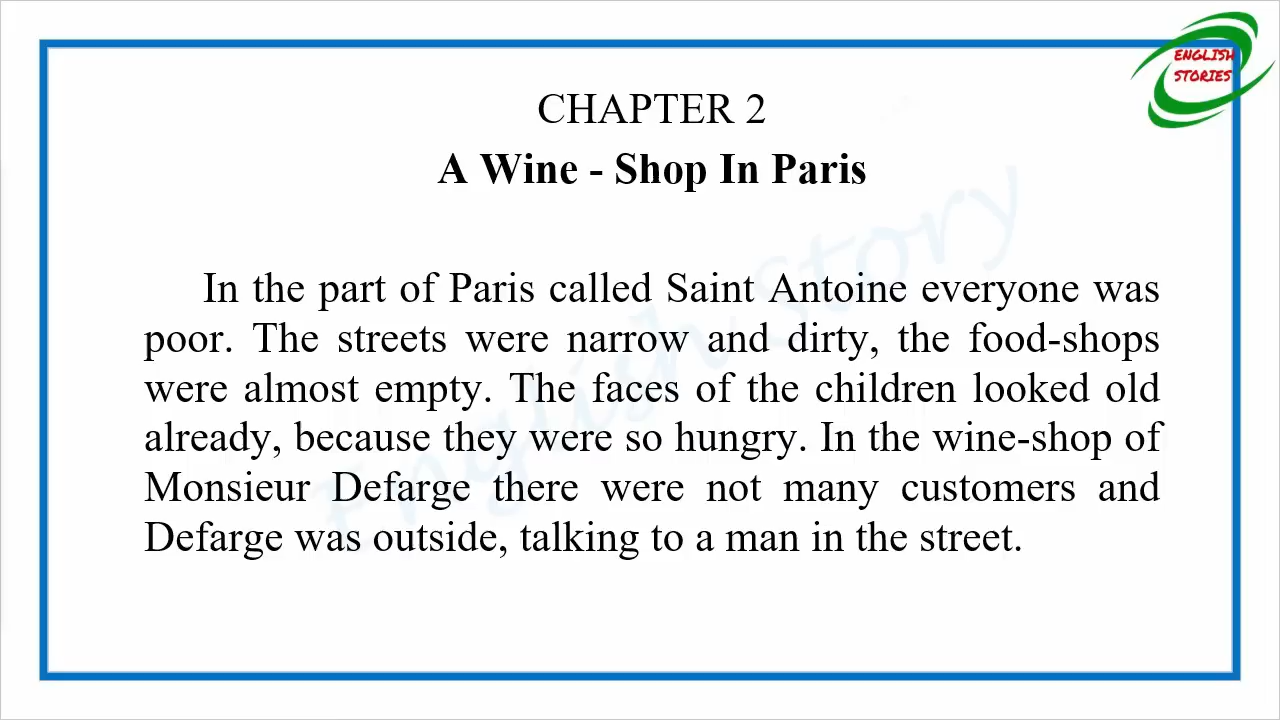 ENGLISH
STORIES
CHAPTER 2
A Wine - Shop In Paris
In the part of Paris called Saint Antoine everyone was
poor. The streets were narrow and dirty, the food-shops
were almost empty. The faces of the children looked old
already, because they were so hungry. In the wine-shop of
Monsieur Defarge there were not many customers and
Defarge was outside, talking to a man in the street.
English Story